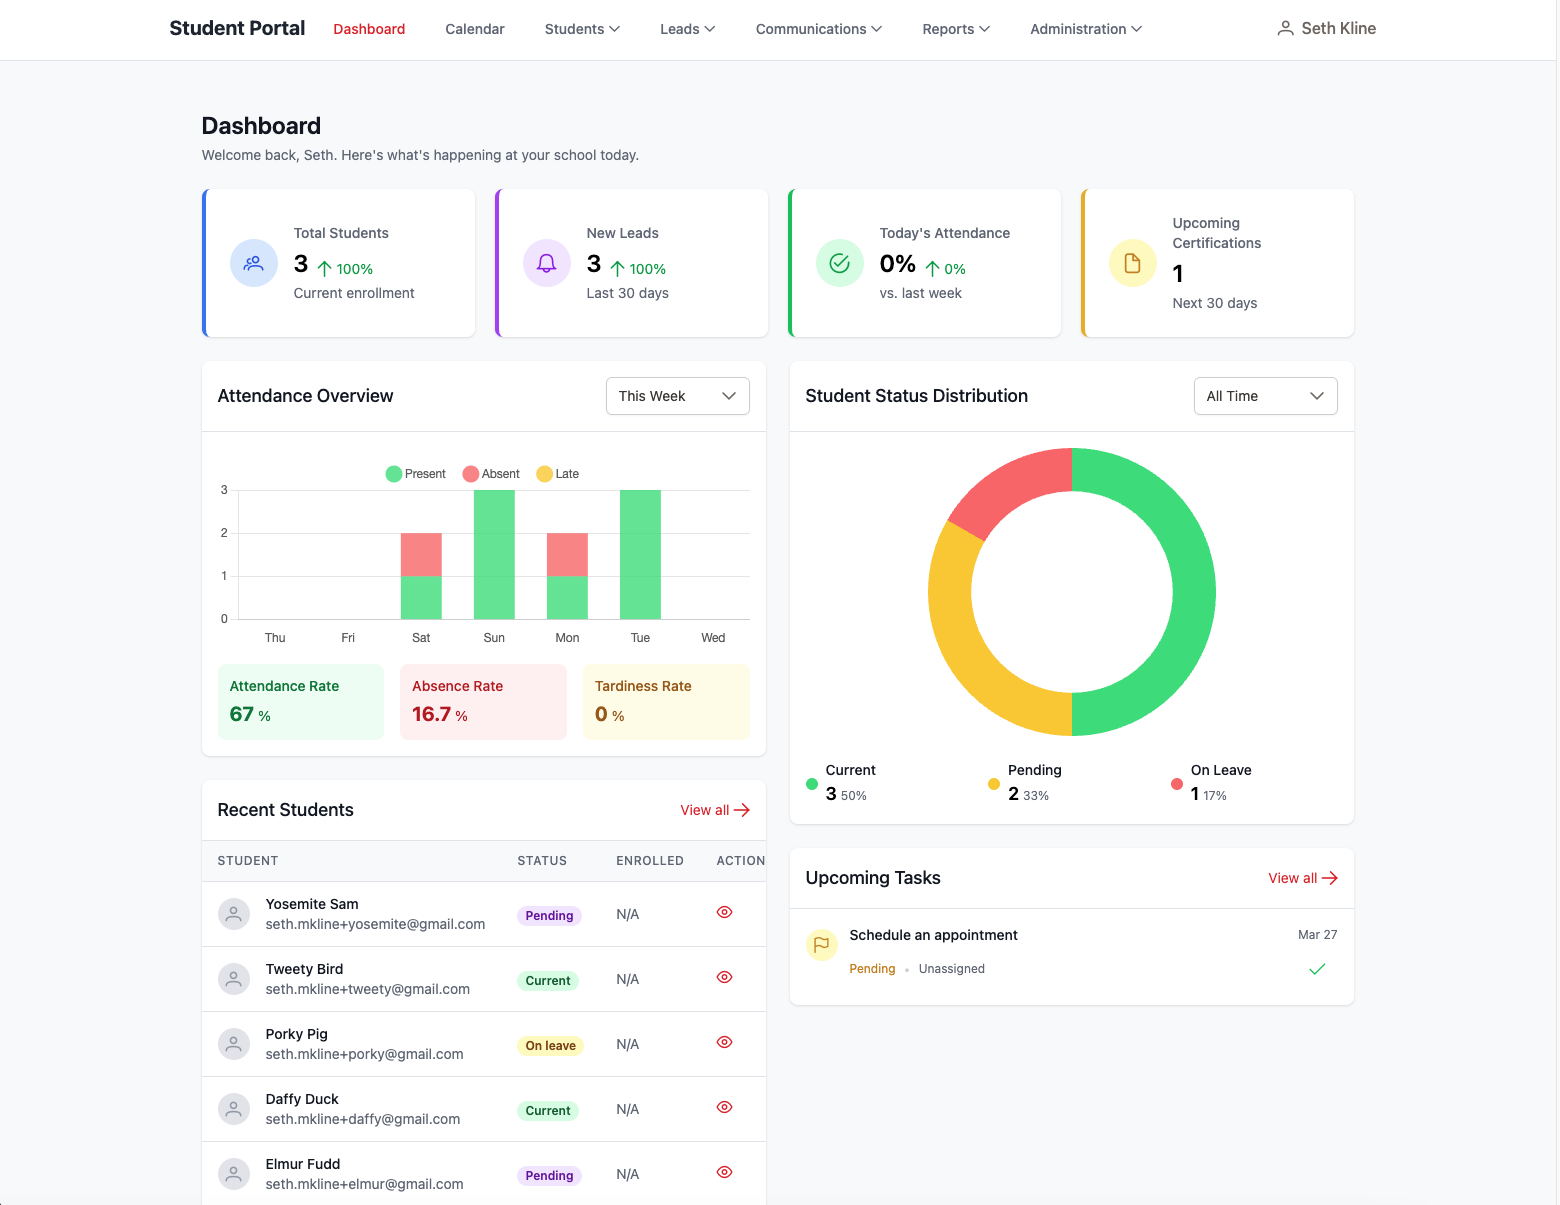 Student Portal
Dashboard
Calendar
Students
Leads
Communications
Reports
Administration
Seth Kline
Dashboard
Welcome back, Seth. Here's what's happening at your school today.
Total Students
3 100%
Current enrollment
New Leads
3 100%
Last 30 days
Today's Attendance
0% 0%
vs. last week
Upcoming
Certifications
1
Next 30 days
Attendance Overview
This Week
Present Absent Late
3
2
1
0
Thu Fri Sat Sun Mon Tue Wed
Attendance Rate
67 %
Absence Rate
16.7 %
Tardiness Rate
0 %
Student Status Distribution
All Time
Current
3 50%
Pending
2 33%
On Leave
1 17%
Recent Students
View all
STUDENT STATUS ENROLLED ACTION
Yosemite Sam
seth.mkline+yosemite@gmail.com
Pending
N/A
Tweety Bird
seth.mkline+tweety@gmail.com
Current
N/A
Porky Pig
seth.mkline+porky@gmail.com
On leave
N/A
Daffy Duck
seth.mkline+daffy@gmail.com
Current
N/A
Elmur Fudd
seth.mkline+elmur@gmail.com
Pending
N/A
Upcoming Tasks
View all
Schedule an appointment
Mar 27
Pending • Unassigned